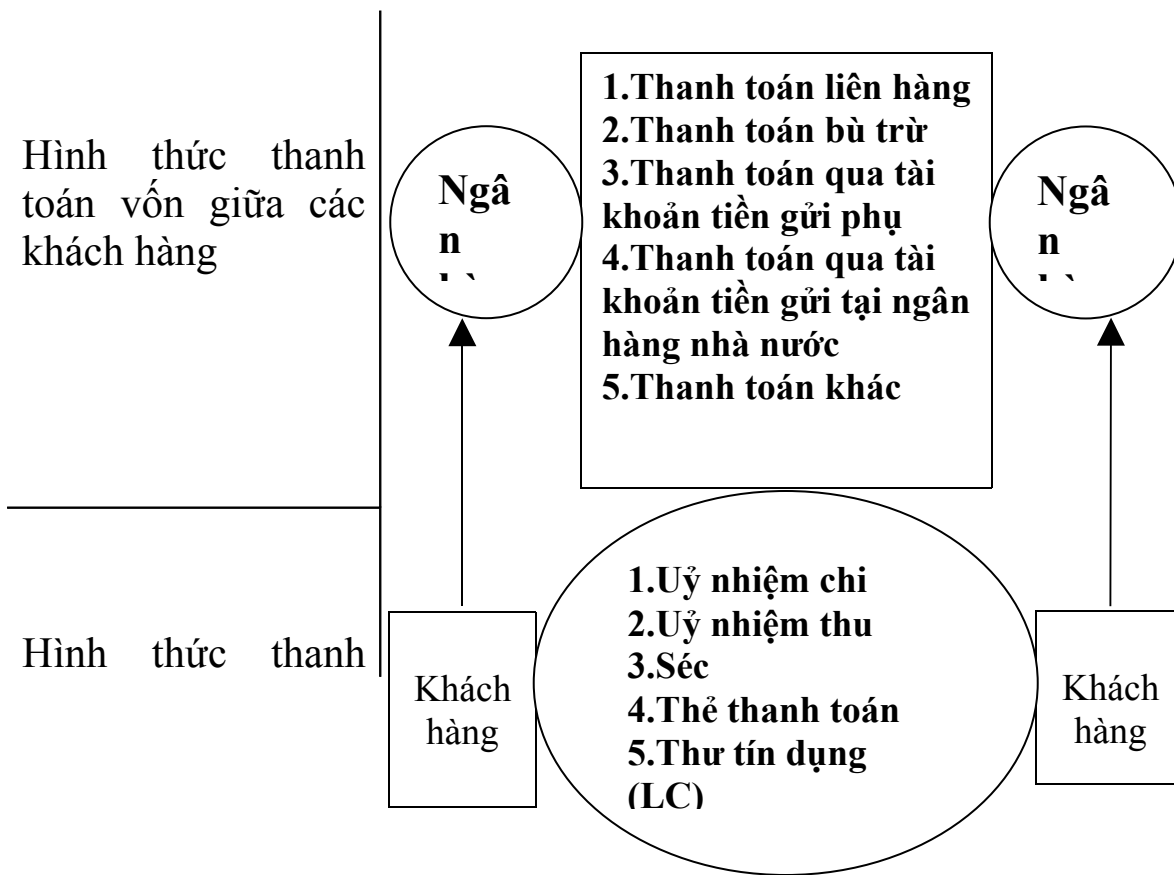 Hình thức thanh
toán vốn giữa các
khách hàng
Ngâ
n
1.Thanh toán liên hàng
2.Thanh toán bù trừ
3.Thanh toán qua tài
khoản tiền gửi phụ
4.Thanh toán qua tài
khoản tiền gửi tại ngân
hàng nhà nước
5.Thanh toán khác
Ngâ
n
Hình thức thanh
Khách
hàng
1.Uỷ nhiệm chi
2.Uỷ nhiệm thu
3.Séc
4.Thẻ thanh toán
5.Thư tín dụng
(LC)
Khách
hàng